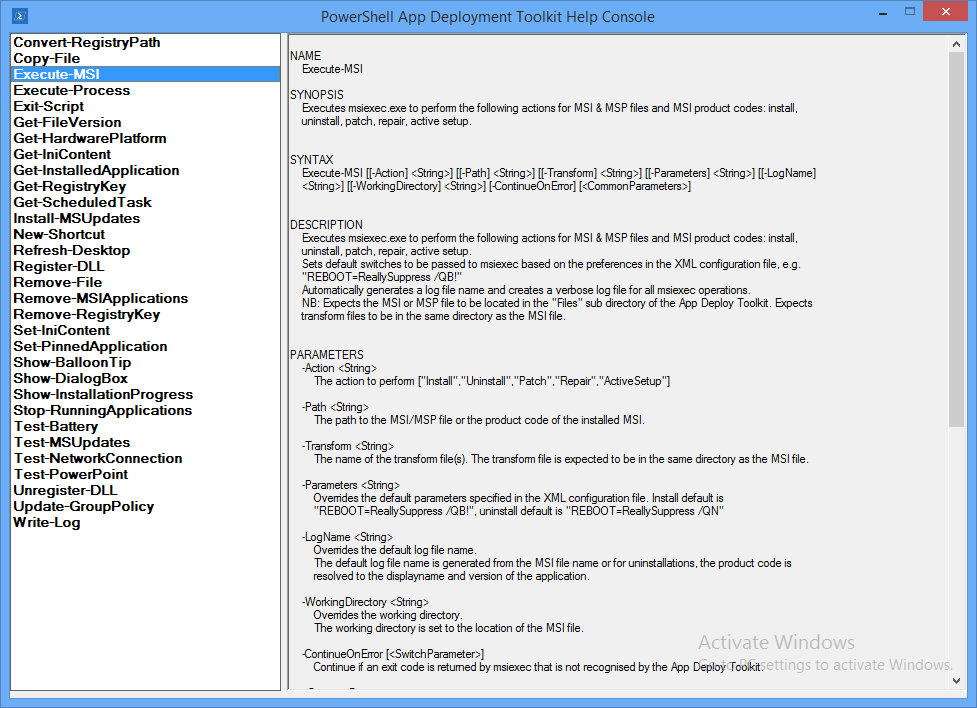 PowerShell App Deployment Toolkit Help Console
Convert-RegistryPath
Copy-File
Execute-MSI
Execute-Process
Exit-Script
Get-FileVersion
Get-HardwarePlatform
Get-IniContent
Get-InstalledApplication
Get-RegistryKey
Get-ScheduledTask
Install-MSUpdates
New-Shortcut
Refresh-Desktop
Register-DLL
Remove-File
Remove-MSIApplications
Remove-RegistryKey
Set-IniContent
Set-PinnedApplication
Show-BalloonTip
Show-DialogBox
Show-InstallationProgress
Stop-RunningApplications
Test-Battery
Test-MSUpdates
Test-NetworkConnection
Test-PowerPoint
Unregister-DLL
Update-GroupPolicy
Write-Log
NAME
Execute-MSI
SYNOPSIS
Executes msiexec.exe to perform the following actions for MSI & MSP files and MSI product codes: install,
uninstall, patch, repair, active setup.
SYNTAX
Execute-MSI [[-Action] <String>] [[-Path] <String>] [[-Transform] <String>] [[-Parameters] <String>] [[-LogName]
<String>] [[-WorkingDirectory] <String>] [-ContinueOnError] [<CommonParameters>]
DESCRIPTION
Executes msiexec.exe to perform the following actions for MSI & MSP files and MSI product codes: install,
uninstall, patch, repair, active setup.
Sets default switches to be passed to msiexec based on the preferences in the XML configuration file, e.g.
"REBOOT=ReallySuppress /QB!"
Automatically generates a log file name and creates a verbose log file for all msiexec operations.
NB: Expects the MSI or MSP file to be located in the "Files" sub directory of the App Deploy Toolkit. Expects
transform files to be in the same directory as the MSI file.
PARAMETERS
-Action <String>
The action to perform ["Install","Uninstall","Patch","Repair","ActiveSetup"]
-Path <String>
The path to the MSI/MSP file or the product code of the installed MSI.
-Transform <String>
The name of the transform file(s). The transform file is expected to be in the same directory as the MSI file.
-Parameters <String>
Overrides the default parameters specified in the XML configuration file. Install default is
"REBOOT=ReallySuppress /QB!", uninstall default is "REBOOT=ReallySuppress /QN"
-LogName <String>
Overrides the default log file name.
The default log file name is generated from the MSI file name or for uninstallations, the product code is
resolved to the displayname and version of the application.
-WorkingDirectory <String>
Overrides the working directory.
The working directory is set to the location of the MSI file.
-ContinueOnError [<SwitchParameter>]
Continue if an exit code is returned by msiexec that is not recognised by the App Deploy Toolkit.
Activate Windows
Go to PC settings to activate Windows.